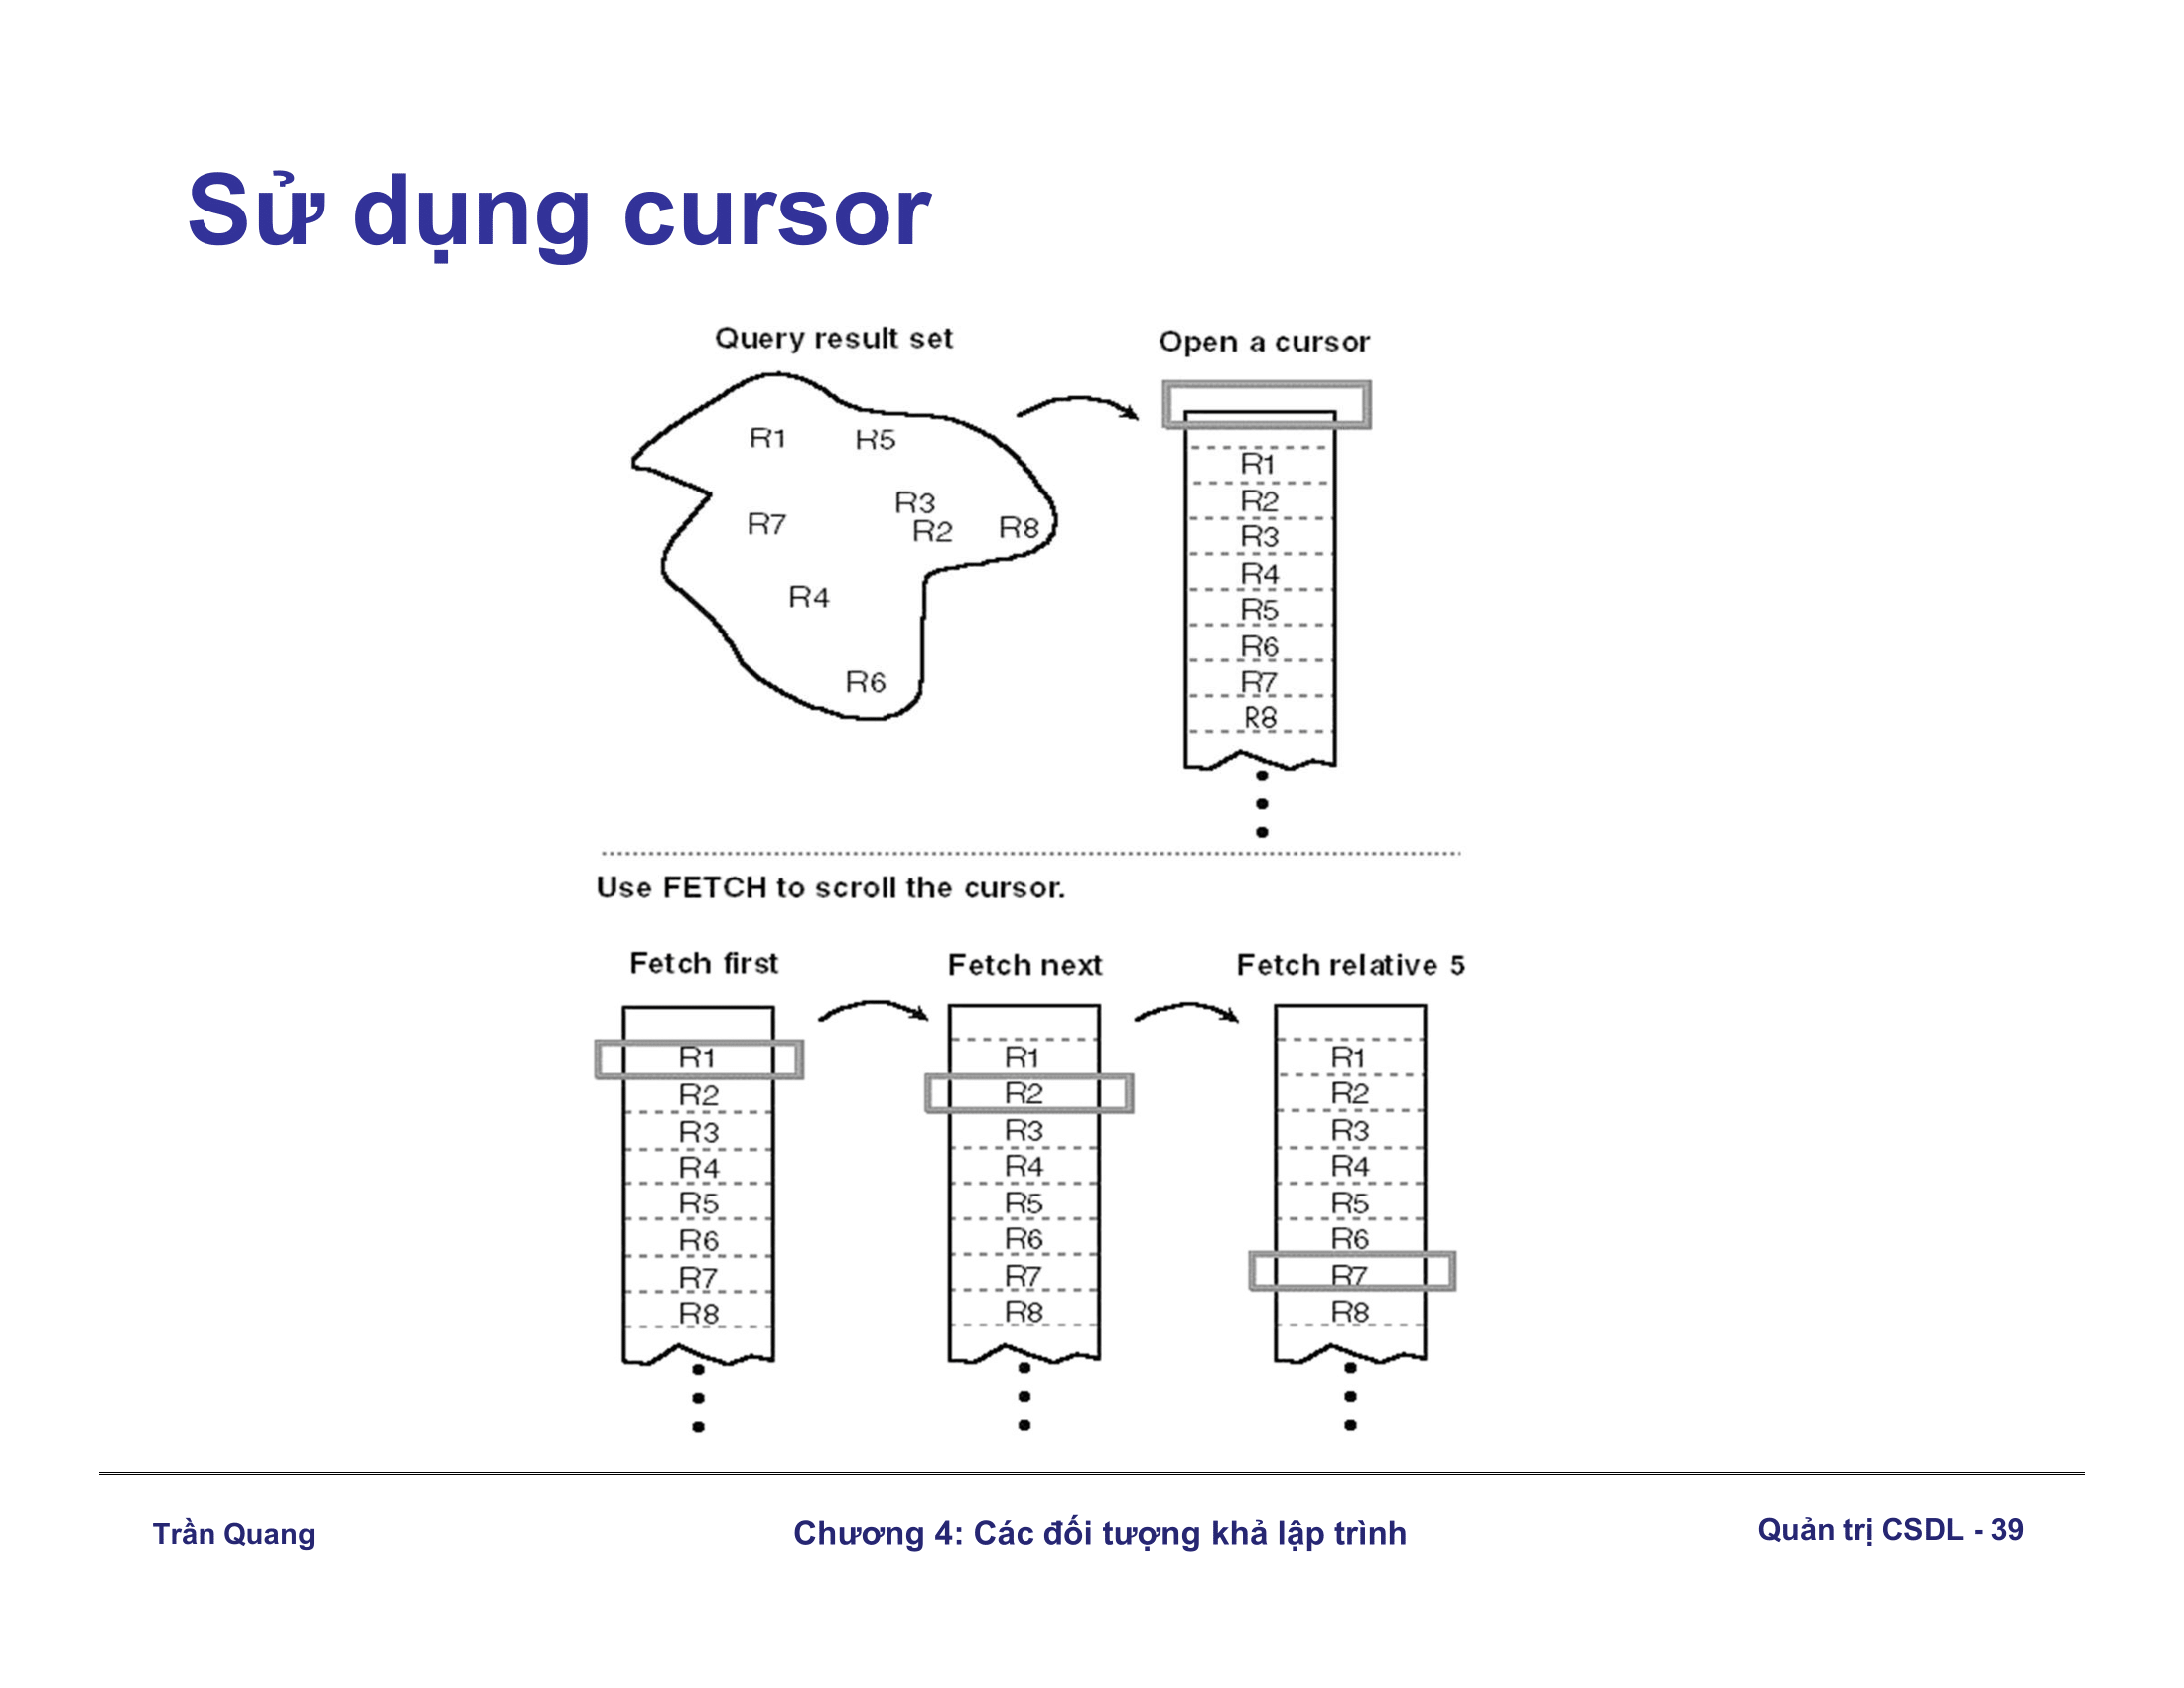 Sử dụng cursor
Query result set
Open a cursor
R1
R5
R3
R7
R2
R8
R4
R6
R1
R2
R3
R4
R5
R6
R7
R8
Use FETCH to scroll the cursor.
Fetch first
R1
R2
R3
R4
R5
R6
R7
R8
Fetch next
R1
R2
R3
R4
R5
R6
R7
R8
Fetch relative 5
R1
R2
R3
R4
R5
R6
R7
R8
Trần Quang
Chương 4: Các đối tượng khả lập trình
Quản trị CSDL - 39